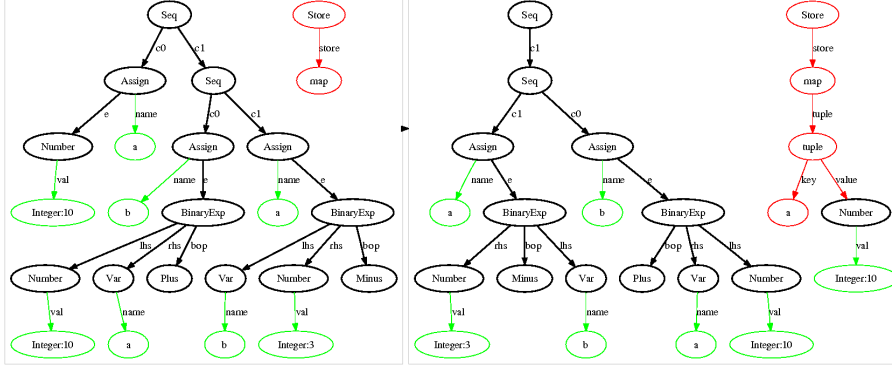 Seq Store
c0 c1 store
Assign Seq map
e name c0 c1
Number a Assign Assign
val name e name e
Integer:10 b BinaryExp a BinaryExp
lhs rhs bop lhs rhs bop
Number Var Plus Var Number Minus
val name name val
Integer:10 a b Integer:3
Seq Store
c1 store
Seq map
c1 c0 tuple
Assign Assign tuple
name e name e key value
a BinaryExp b BinaryExp a Number
rhs bop lhs bop rhs lhs val
Number Minus Var Plus Var Number Integer:10
val name name val
Integer:3 b a Integer:10